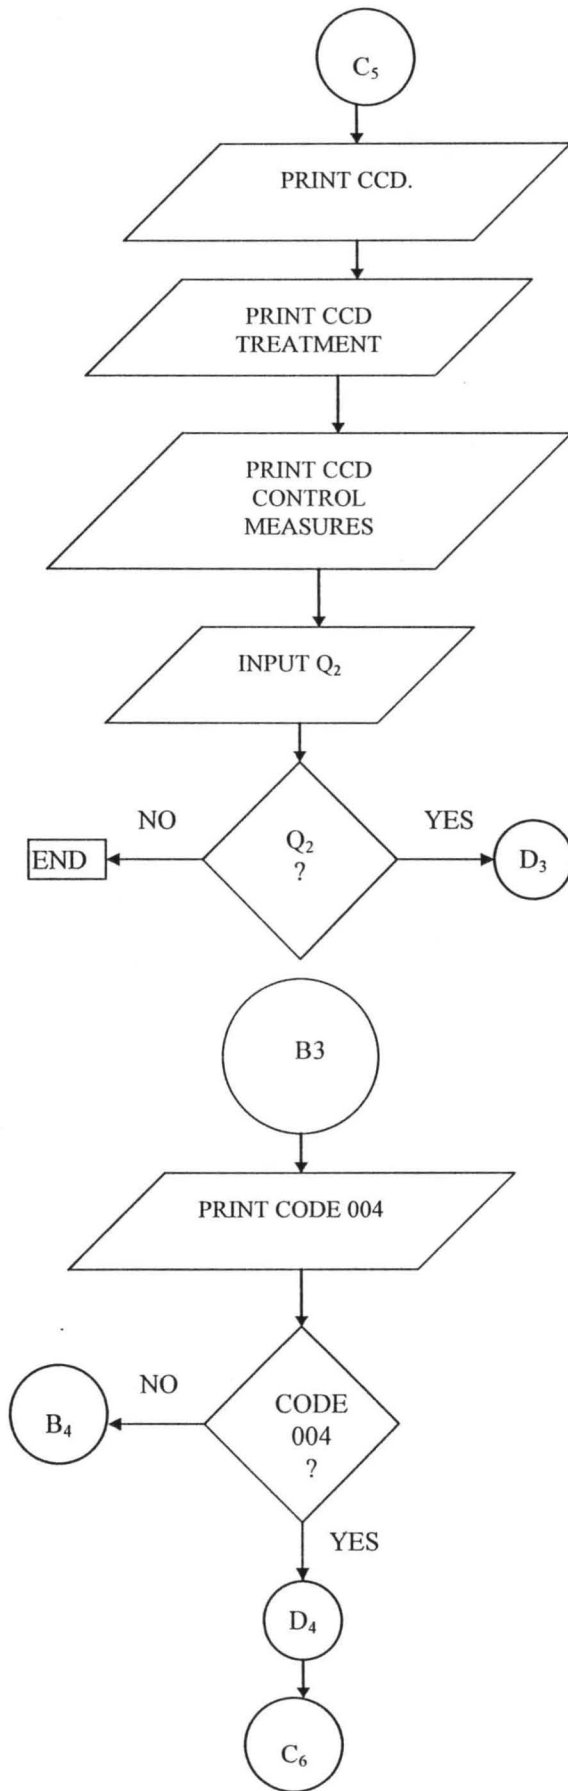 C₅
PRINT CCD.
PRINT CCD
TREATMENT
PRINT CCD
CONTROL
MEASURES
INPUT Q₂
NO
YES
END
Q₂
?
D₃
B3
PRINT CODE 004
NO
B₄
CODE
004
?
YES
D₄
C₆